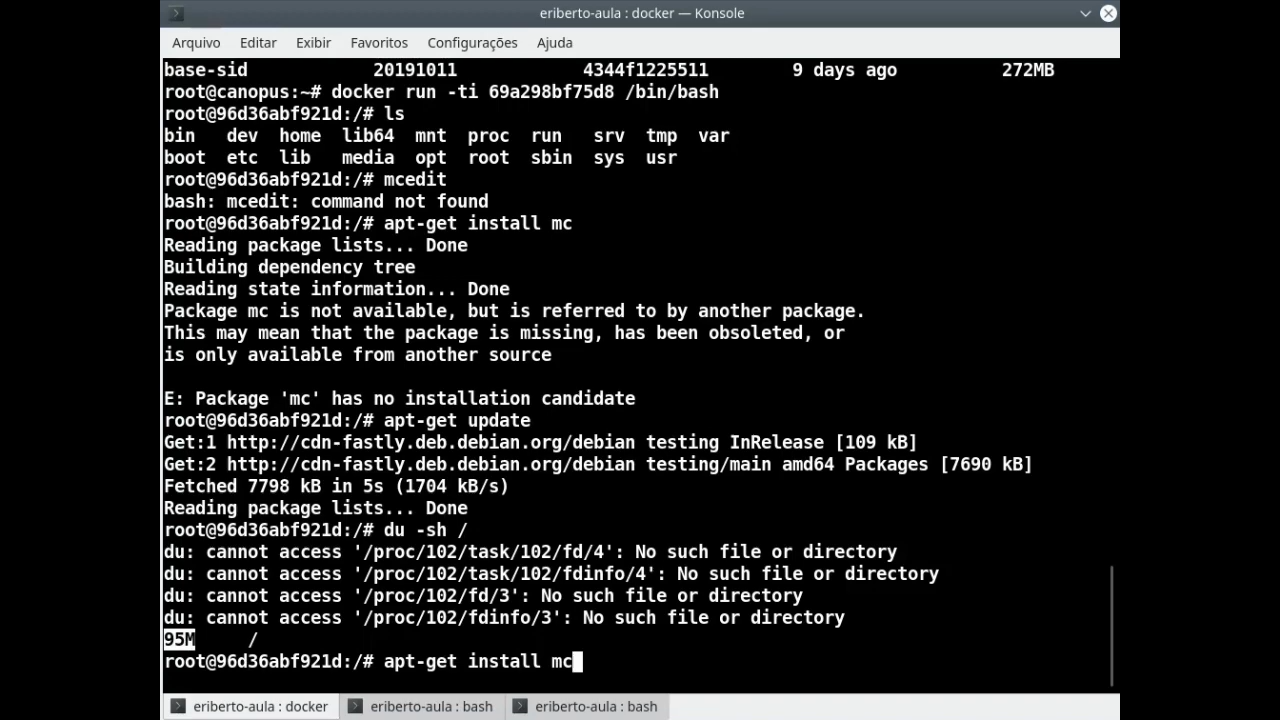 eriberto-aula : docker — Konsole
Arquivo Editar Exibir Favoritos Configurações Ajuda
base-sid 20191011 4344f1225511 9 days ago 272MB
root@canopus:~# docker run -ti 69a298bf75d8 /bin/bash
root@96d36abf921d:/# ls
bin dev home lib64 mnt proc run srv tmp var
boot etc lib media opt root sbin sys usr
root@96d36abf921d:/# mcedit
bash: mcedit: command not found
root@96d36abf921d:/# apt-get install mc
Reading package lists... Done
Building dependency tree
Reading state information... Done
Package mc is not available, but is referred to by another package.
This may mean that the package is missing, has been obsoleted, or
is only available from another source
E: Package 'mc' has no installation candidate
root@96d36abf921d:/# apt-get update
Get:1 http://cdn-fastly.deb.debian.org/debian testing InRelease [109 kB]
Get:2 http://cdn-fastly.deb.debian.org/debian testing/main amd64 Packages [7690 kB]
Fetched 7798 kB in 5s (1704 kB/s)
Reading package lists... Done
root@96d36abf921d:/# du -sh /
du: cannot access '/proc/102/task/102/fd/4': No such file or directory
du: cannot access '/proc/102/task/102/fdinfo/4': No such file or directory
du: cannot access '/proc/102/fd/3': No such file or directory
du: cannot access '/proc/102/fdinfo/3': No such file or directory
95M /
root@96d36abf921d:/# apt-get install mc
eriberto-aula : docker eriberto-aula : bash eriberto-aula : bash